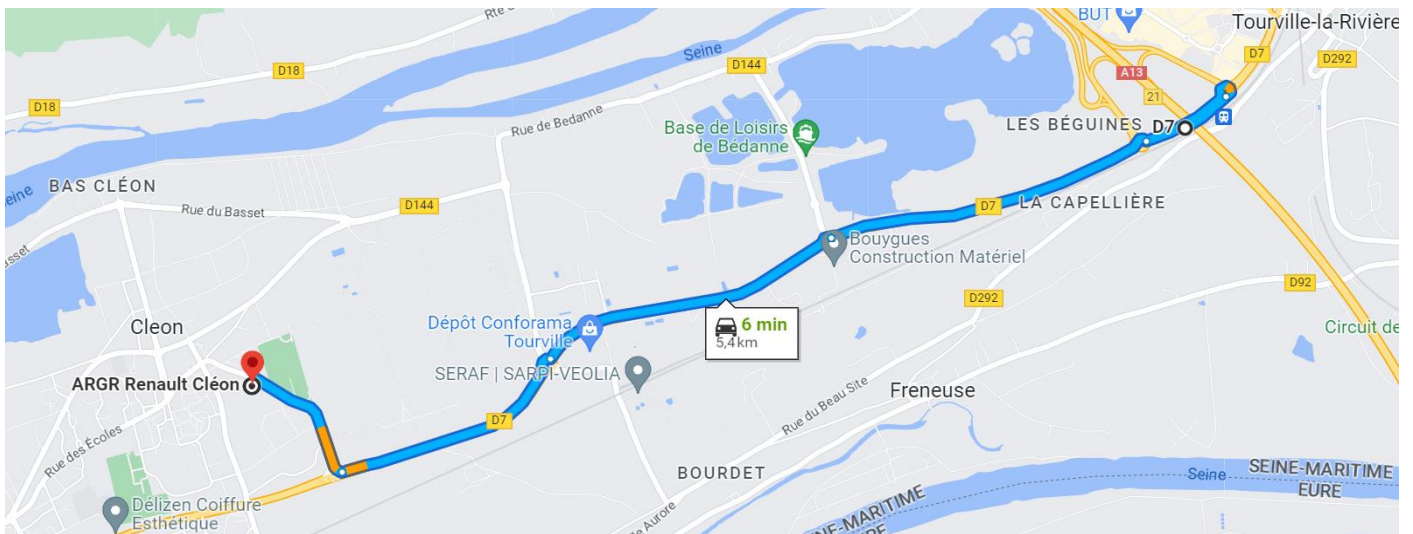 Rte d
BUT
Tourville-la-Rivière
D7
D292
Seine
D144
D18
A13
21
D18
Rue de Bedanne
Base de Loisirs
de Bédanne
LES BÉGUINES
D7
BAS CLÉON
Seine
Rue du Basset
D144
D7
LA CAPELLIÈRE
Bouygues
Construction Matériel
asset
D92
D292
6 min
5,4 km
Cleon
Dépôt Conforama
Tourville
Circuit de
SERAF | SARPI-VEOLIA
ARGR Renault Cléon
Freneuse
Rue du Beau Site
D7
Rue des Écoles
BOURDET
Seine
SEINE-MARITIME
EURE
Délizen Coiffure
Esthétique
e Aurore
NE-MARITIME
RE